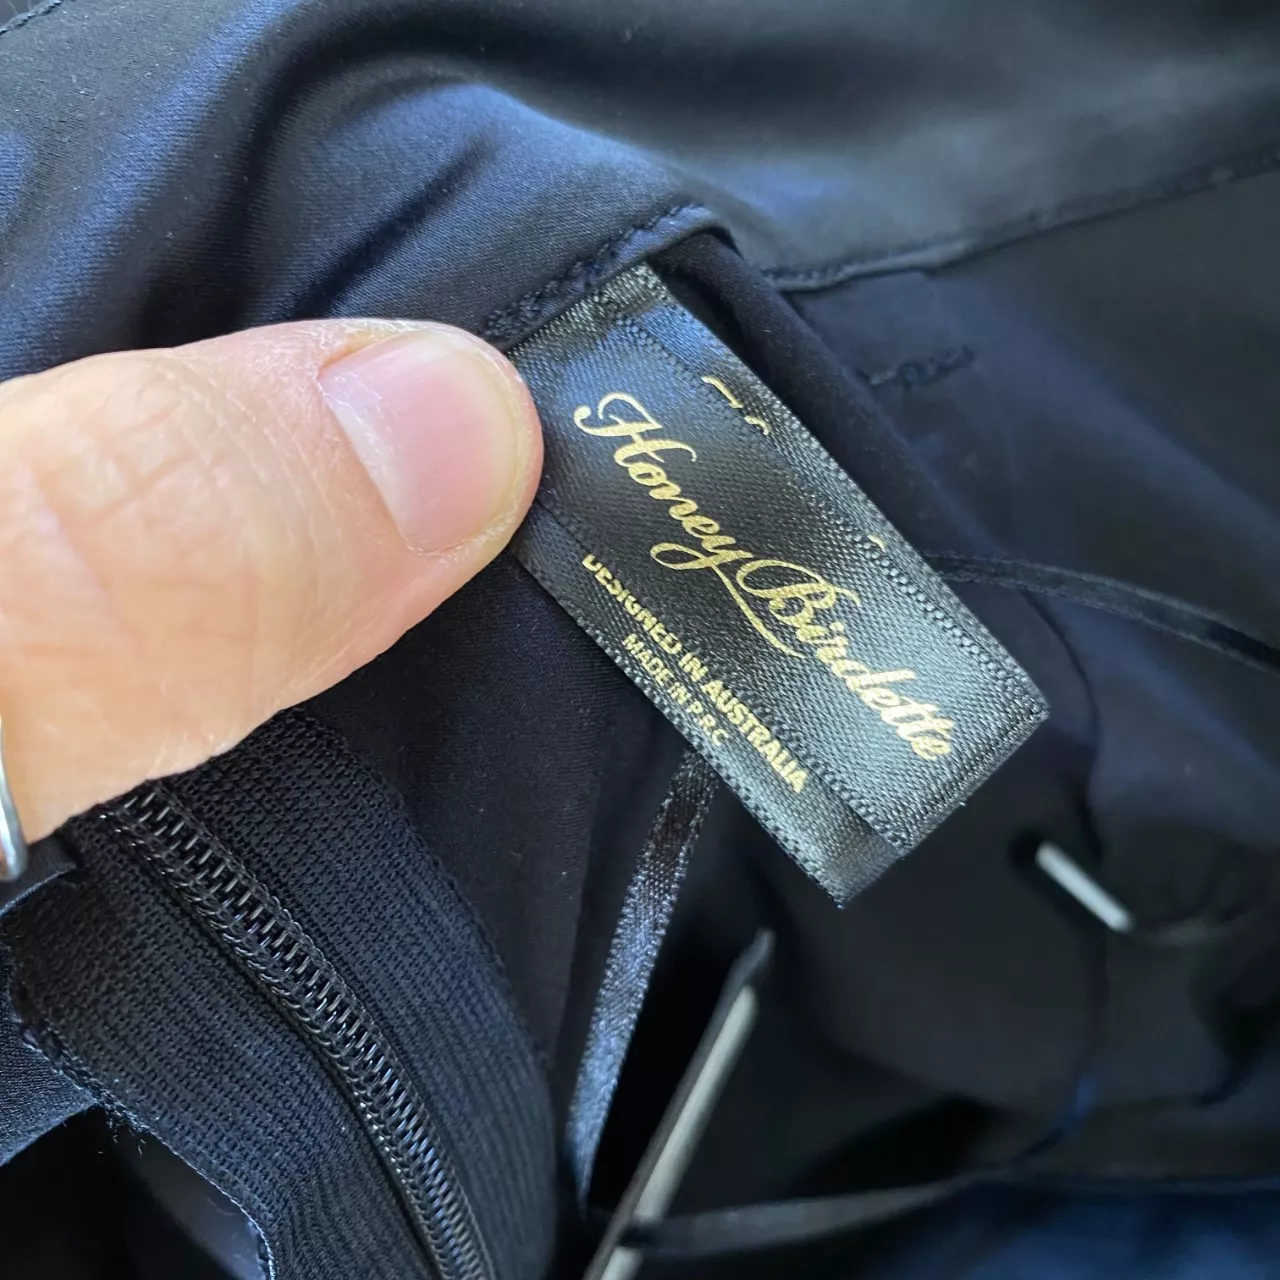 Honey Birdette
DESIGNED IN AUSTRALIA
MADE IN P.R.C